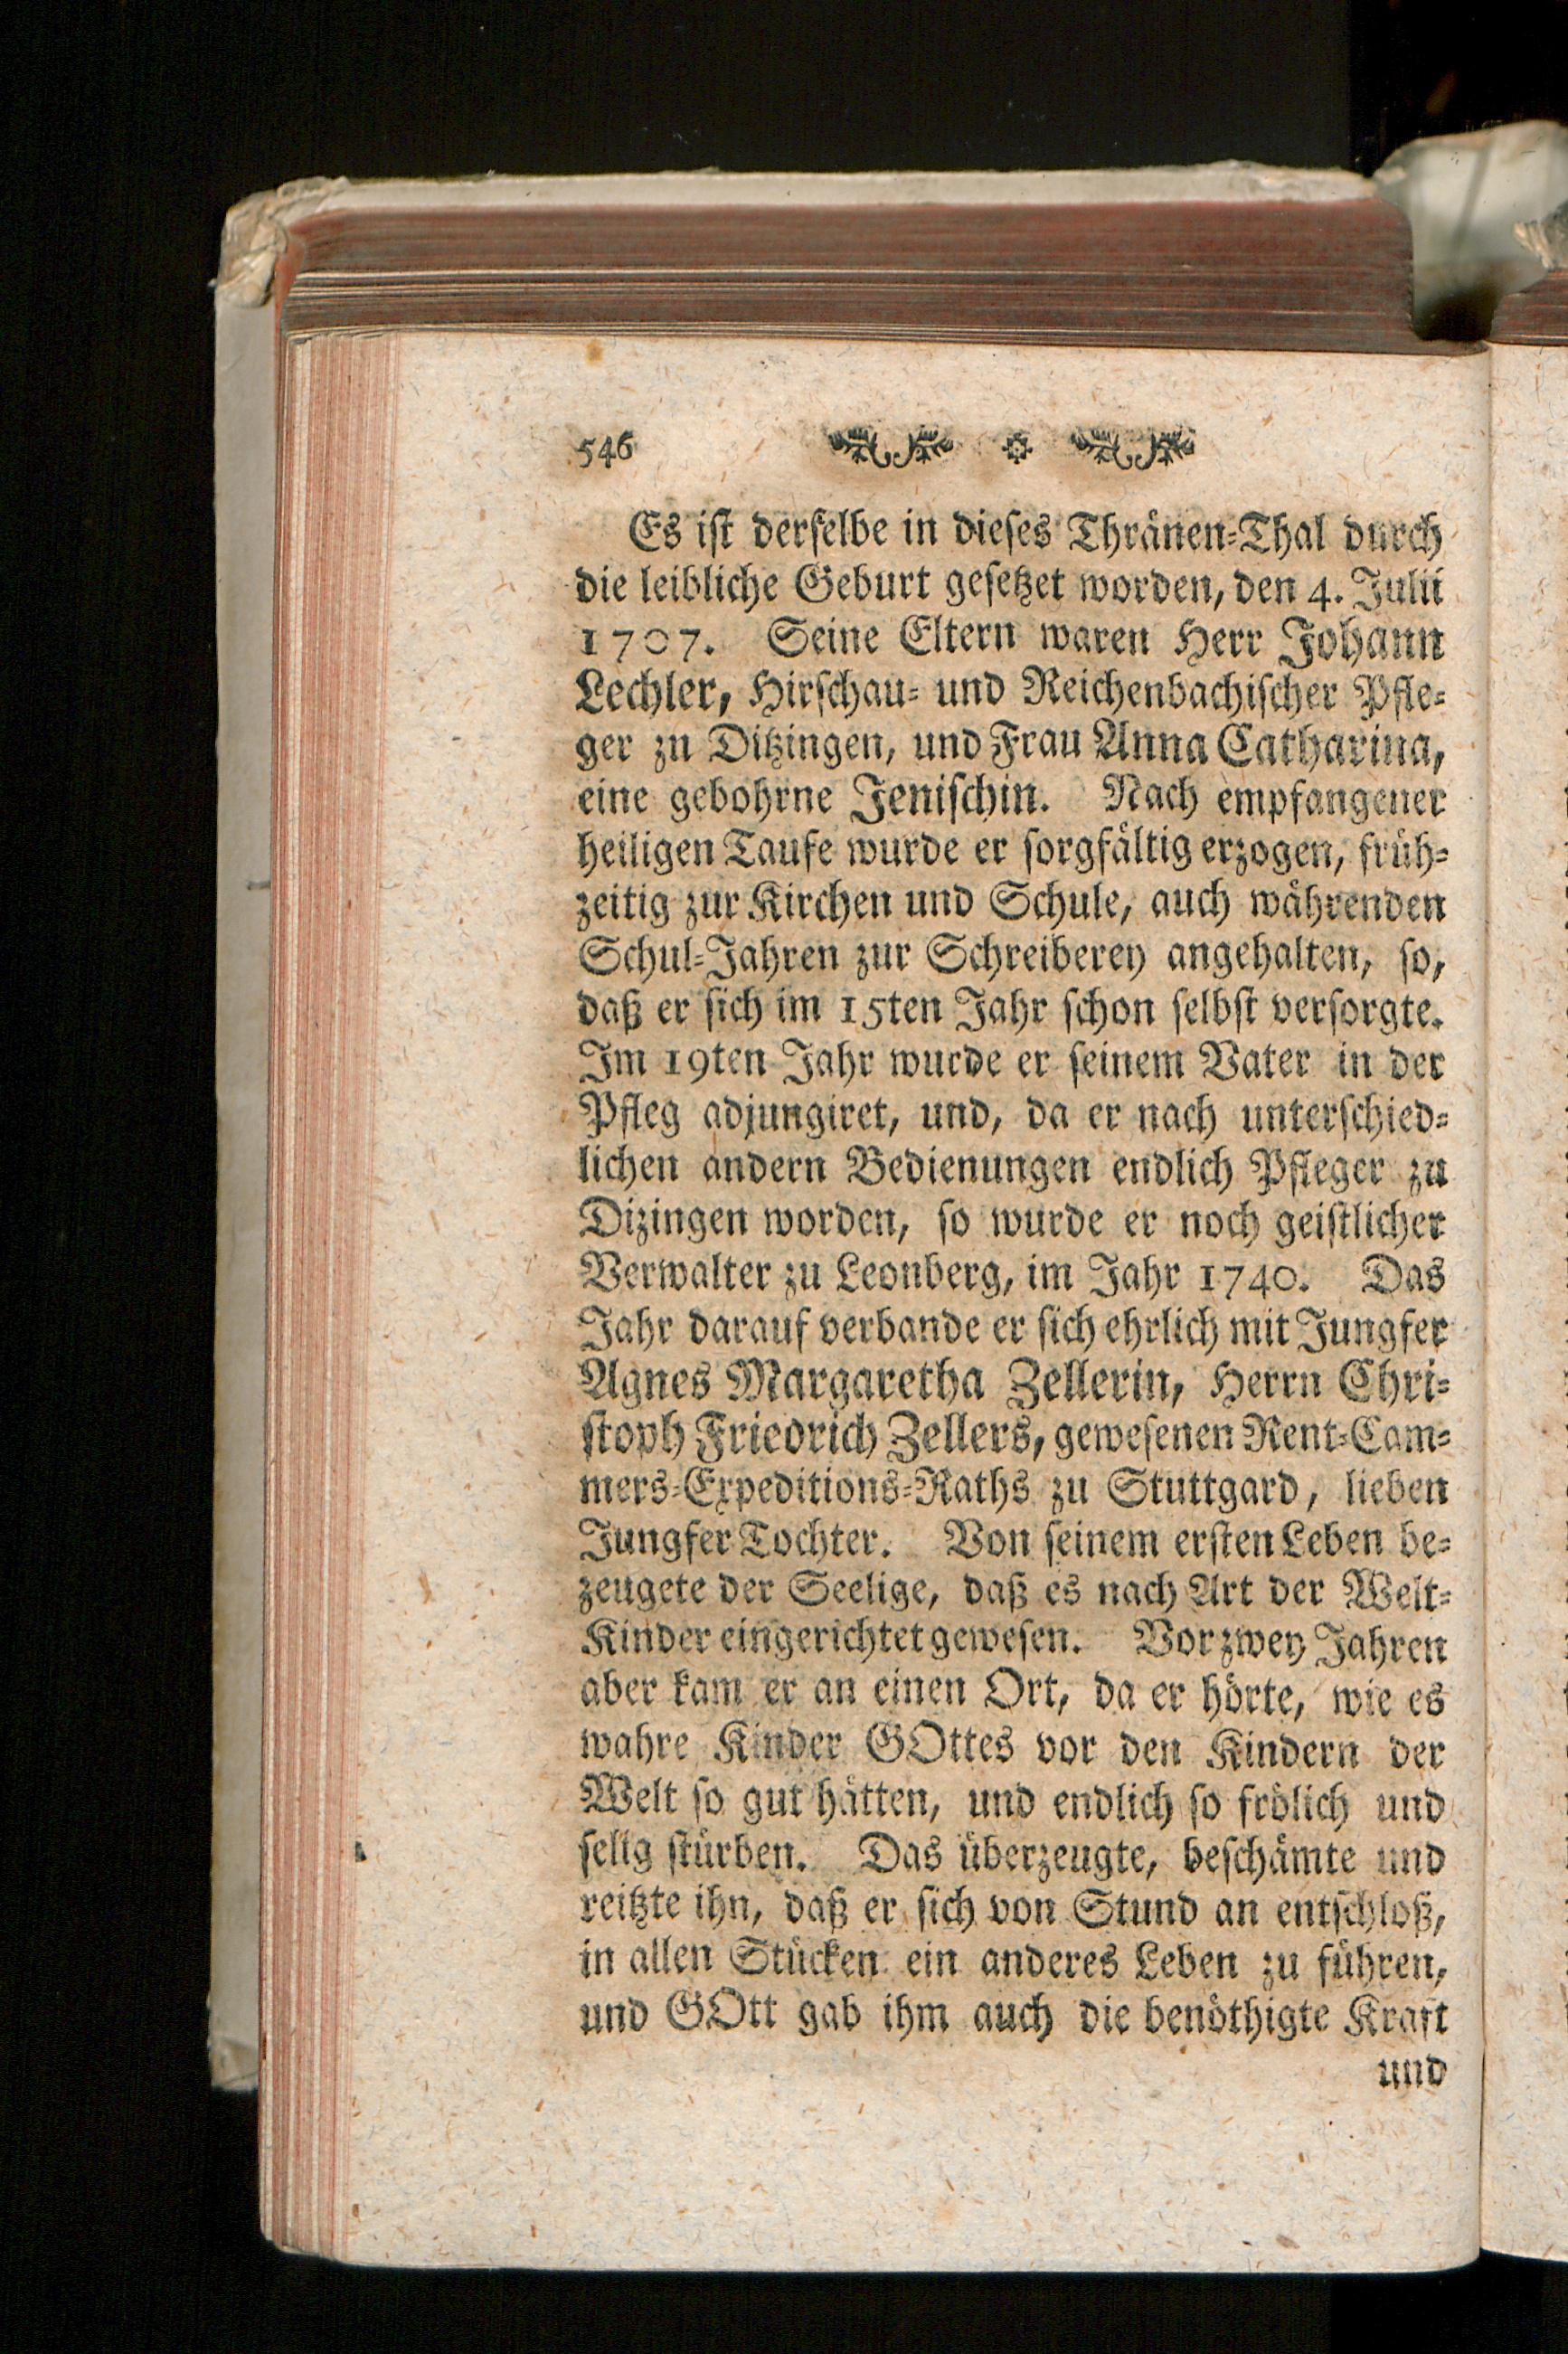 546
Es ist derselbe in dieses Thränen-Thal durch
die leibliche Geburt gesetzet worden, den 4. Julii
1707. Seine Eltern waren Herr Johann
Lechler, Hirschau- und Reichenbachischer Pfle-
ger zu Ditzingen, und Frau Anna Catharina,
eine gebohrne Jenischin. Nach empfangener
heiligen Taufe wurde er sorgfältig erzogen, früh-
zeitig zur Kirchen und Schule, auch währenden
Schul-Jahren zur Schreiberey angehalten, so,
daß er sich im 15ten Jahr schon selbst versorgte.
Im 19ten Jahr wurde er seinem Vater in der
Pfleg adjungiret, und, da er nach unterschied-
lichen andern Bedienungen endlich Pfleger zu
Dizingen worden, so wurde er noch geistlicher
Verwalter zu Leonberg, im Jahr 1740. Das
Jahr darauf verbande er sich ehrlich mit Jungfer
Agnes Margaretha Zellerin, Herrn Chri-
stoph Friedrich Zellers, gewesenen Rent-Cam-
mers-Expeditions-Raths zu Stuttgard, lieben
Jungfer Tochter. Von seinem ersten Leben be-
zeugete der Seelige, daß es nach Art der Welt-
Kinder eingerichtet gewesen. Vor zwey Jahren
aber kam er an einen Ort, da er hörte, wie es
wahre Kinder GOttes vor den Kindern der
Welt so gut hätten, und endlich so frölich und
selig stürben. Das überzeugte, beschämte und
reitzte ihn, daß er sich von Stund an entschloß,
in allen Stücken ein anderes Leben zu führen,
und GOtt gab ihm auch die benöthigte Kraft
und